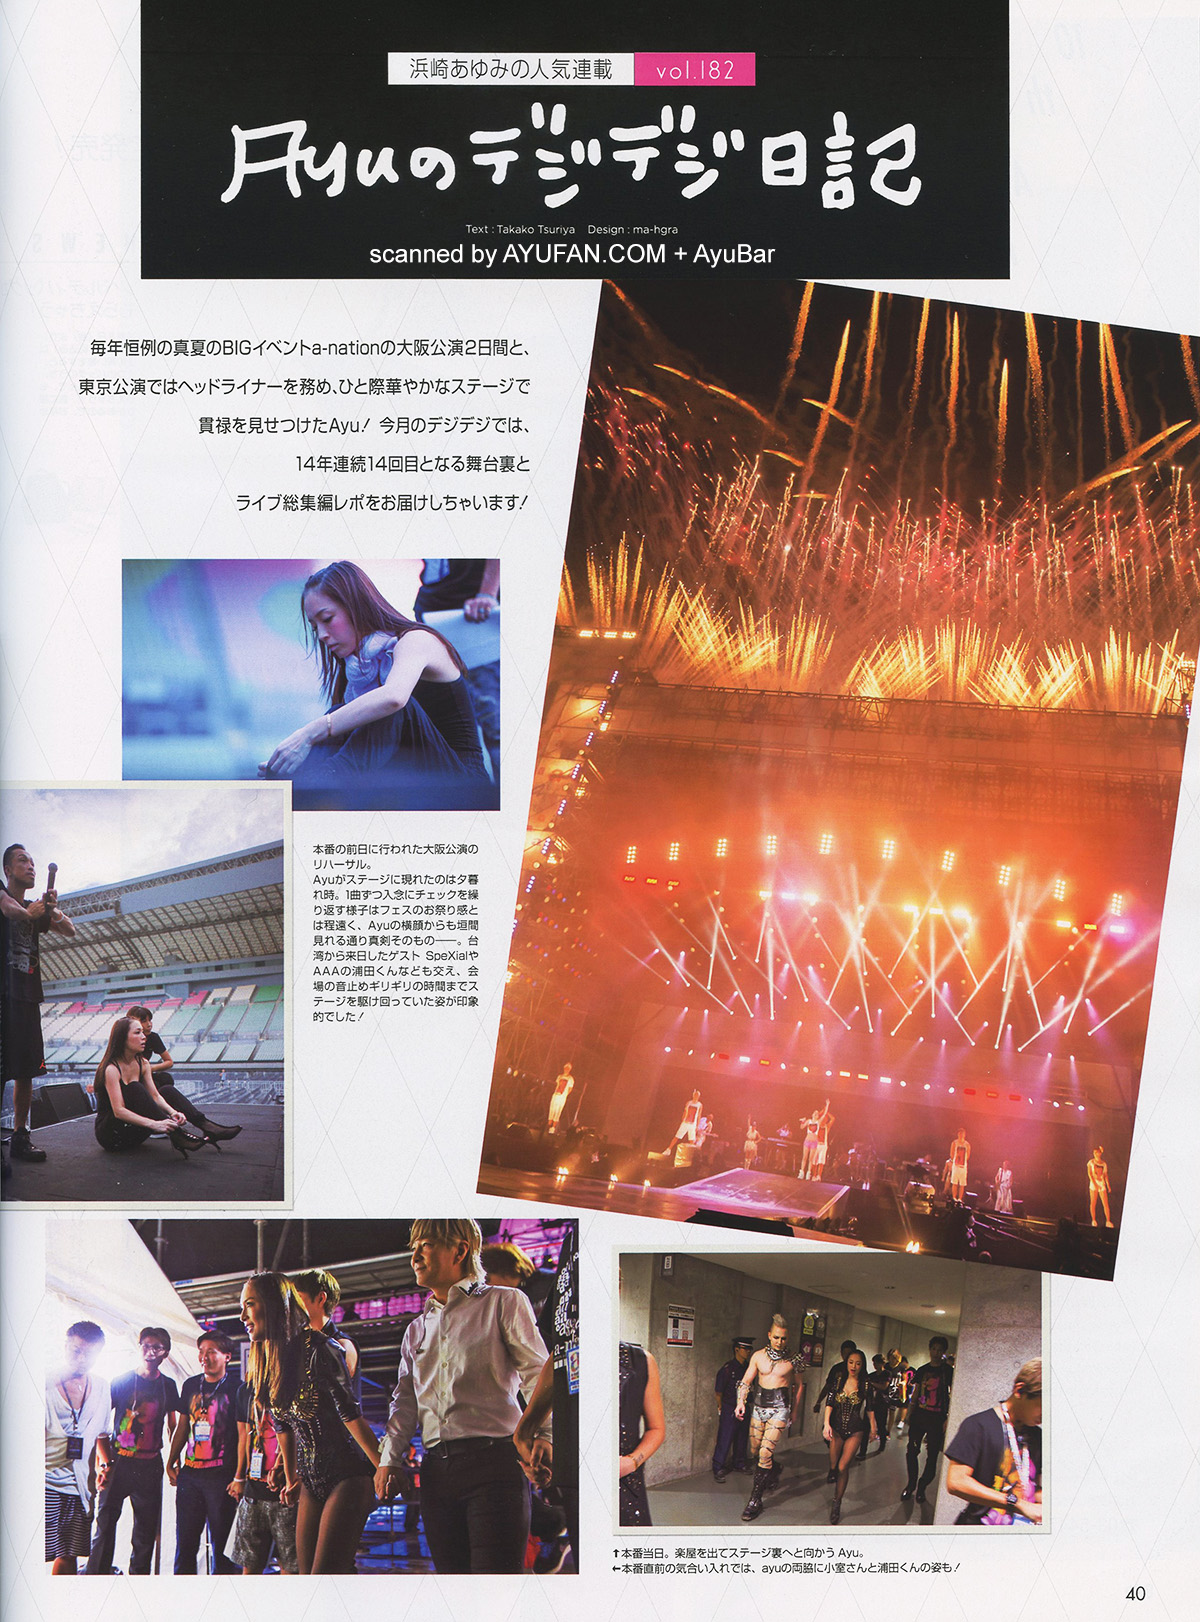 浜崎あゆみの人気連載 vol.182
Ayuのデジデジ日記
Text : Takako Tsuriya Design : ma-hgra
scanned by AYUFAN.COM + AyuBar
毎年恒例の真夏のBIGイベントa-nationの大阪公演2日間と、
東京公演ではヘッドライナーを務め、ひと際華やかなステージで
貫禄を見せつけたAyu！ 今月のデジデジでは、
14年連続14回目となる舞台裏と
ライブ総集編レポをお届けしちゃいます！
本番の前日に行われた大阪公演の
リハーサル。
Ayuがステージに現れたのは夕暮
れ時。1曲ずつ入念にチェックを繰
り返す様子はフェスのお祭り感と
は程遠く、Ayuの横顔からも垣間
見れる通り真剣そのもの――。台
湾から来日したゲスト SpeXialや
AAAの浦田くんなども交え、会
場の音止めギリギリの時間までス
テージを駆け回っていた姿が印象
的でした！
↑本番当日。楽屋を出てステージ裏へと向かう Ayu。
←本番直前の気合い入れでは、ayuの両脇に小室さんと浦田くんの姿も！
40